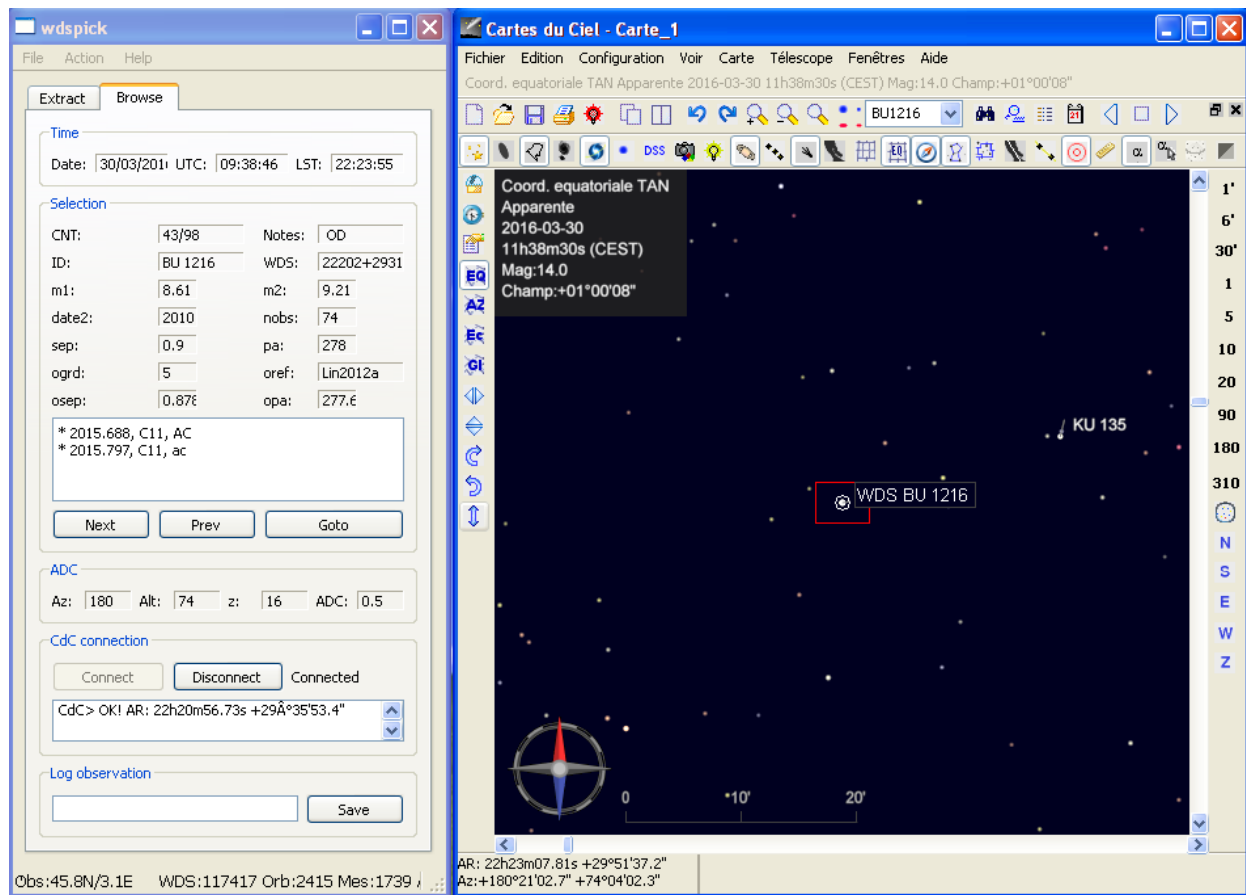 wdspick
File Action Help
Extract Browse
Time
Date: 30/03/201 UTC: 09:38:46 LST: 22:23:55
Selection
CNT: 43/98 Notes: OD
ID: BU 1216 WDS: 22202+2931
m1: 8.61 m2: 9.21
date2: 2010 nobs: 74
sep: 0.9 pa: 278
ogrd: 5 oref: Lin2012a
osep: 0.878 opa: 277.6
* 2015.688, C11, AC
* 2015.797, C11, ac
Next Prev Goto
ADC
Az: 180 Alt: 74 z: 16 ADC: 0.5
CdC connection
Connect Disconnect Connected
CdC> OK! AR: 22h20m56.73s +29Â°35'53.4"
Log observation
Save
Obs:45.8N/3.1E WDS:117417 Orb:2415 Mes:1739
Cartes du Ciel - Carte_1
Fichier Edition Configuration Voir Carte Télescope Fenêtres Aide
Coord. equatoriale TAN Apparente 2016-03-30 11h38m30s (CEST) Mag:14.0 Champ:+01°00'08"
BU1216 21
DSS EQ α α
Coord. equatoriale TAN
Apparente
2016-03-30
11h38m30s (CEST)
Mag:14.0
Champ:+01°00'08"
EQ
AZ
Ec
Gl
KU 135
WDS BU 1216
0 10' 20'
1'
6'
30'
1
5
10
20
90
180
310
N
S
E
W
Z
AR: 22h23m07.81s +29°51'37.2"
Az:+180°21'02.7" +74°04'02.3"